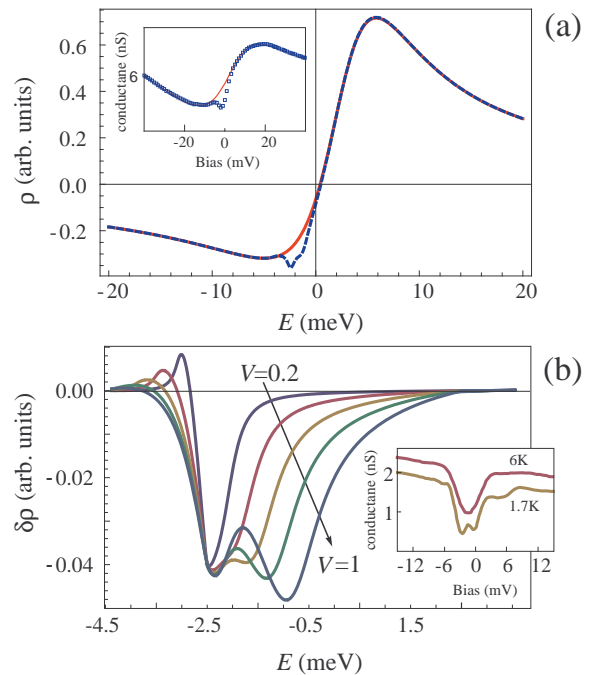 (a)
0.6
0.4
0.0
-0.2
ρ (arb. units)
-20
-10
0
10
20
E (meV)
conductane (nS)
6
-20
0
20
Bias (mV)
(b)
0.00
-0.02
-0.04
δρ (arb. units)
V=0.2
V=1
-4.5
-2.5
-0.5
1.5
E (meV)
conductane (nS)
2
1
6K
1.7K
-12
-6
0
6
12
Bias (mV)